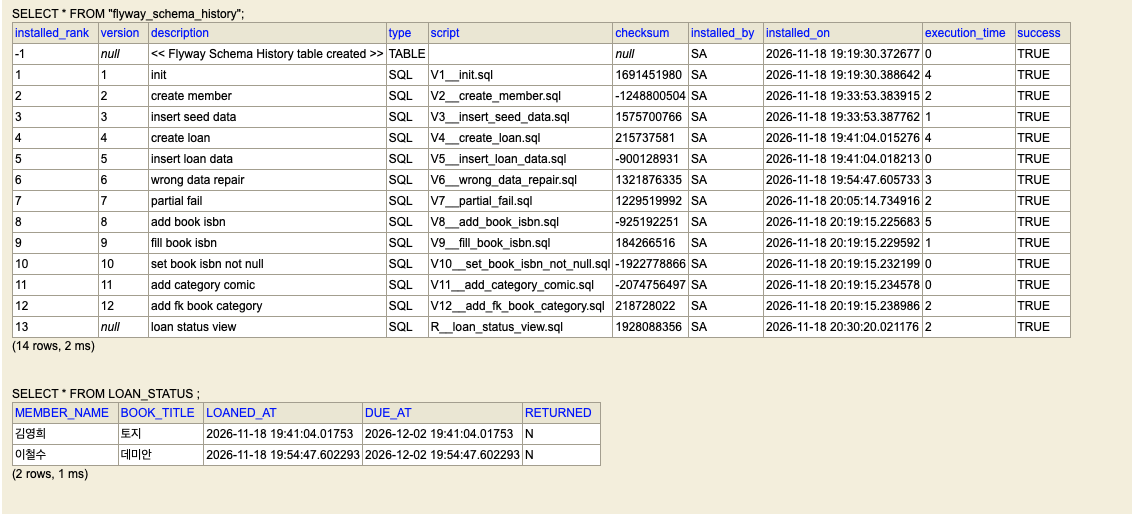 SELECT * FROM "flyway_schema_history";
installed_rank version description type script checksum installed_by installed_on execution_time success
-1 null << Flyway Schema History table created >> TABLE null SA 2026-11-18 19:19:30.372677 0 TRUE
1 1 init SQL V1__init.sql 1691451980 SA 2026-11-18 19:19:30.388642 4 TRUE
2 2 create member SQL V2__create_member.sql -1248800504 SA 2026-11-18 19:33:53.383915 2 TRUE
3 3 insert seed data SQL V3__insert_seed_data.sql 1575700766 SA 2026-11-18 19:33:53.387762 1 TRUE
4 4 create loan SQL V4__create_loan.sql 215737581 SA 2026-11-18 19:41:04.015276 4 TRUE
5 5 insert loan data SQL V5__insert_loan_data.sql -900128931 SA 2026-11-18 19:41:04.018213 0 TRUE
6 6 wrong data repair SQL V6__wrong_data_repair.sql 1321876335 SA 2026-11-18 19:54:47.605733 3 TRUE
7 7 partial fail SQL V7__partial_fail.sql 1229519992 SA 2026-11-18 20:05:14.734916 2 TRUE
8 8 add book isbn SQL V8__add_book_isbn.sql -925192251 SA 2026-11-18 20:19:15.225683 5 TRUE
9 9 fill book isbn SQL V9__fill_book_isbn.sql 184266516 SA 2026-11-18 20:19:15.229592 1 TRUE
10 10 set book isbn not null SQL V10__set_book_isbn_not_null.sql -1922778866 SA 2026-11-18 20:19:15.232199 0 TRUE
11 11 add category comic SQL V11__add_category_comic.sql -2074756497 SA 2026-11-18 20:19:15.234578 0 TRUE
12 12 add fk book category SQL V12__add_fk_book_category.sql 218728022 SA 2026-11-18 20:19:15.238986 2 TRUE
13 null loan status view SQL R__loan_status_view.sql 1928088356 SA 2026-11-18 20:30:20.021176 2 TRUE
(14 rows, 2 ms)
SELECT * FROM LOAN_STATUS ;
MEMBER_NAME BOOK_TITLE LOANED_AT DUE_AT RETURNED
김영희 토지 2026-11-18 19:41:04.01753 2026-12-02 19:41:04.01753 N
이철수 데미안 2026-11-18 19:54:47.602293 2026-12-02 19:54:47.602293 N
(2 rows, 1 ms)